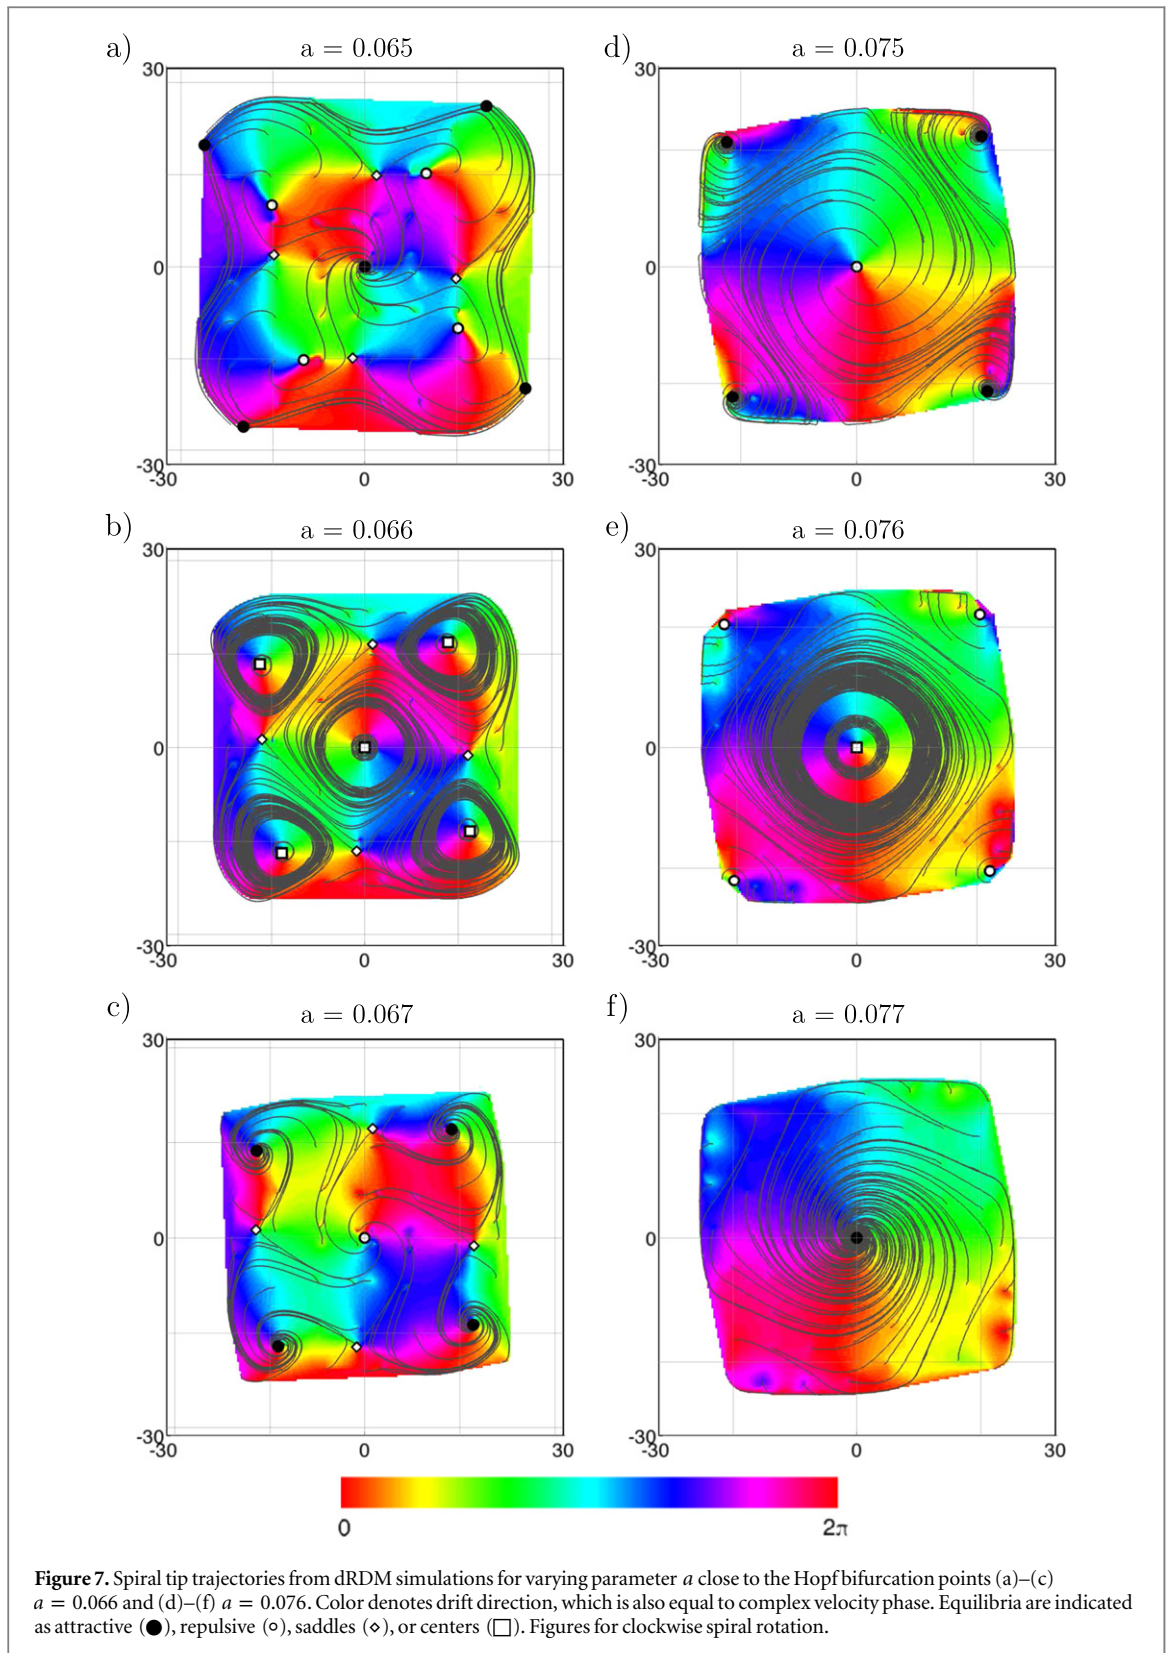 a) a = 0.065
30
0
-30
-30 0 30
d) a = 0.075
30
0
-30
-30 0 30
b) a = 0.066
30
0
-30
-30 0 30
e) a = 0.076
30
0
-30
-30 0 30
c) a = 0.067
30
0
-30
-30 0 30
f) a = 0.077
30
0
-30
-30 0 30
0 2π
Figure 7. Spiral tip trajectories from dRDM simulations for varying parameter a close to the Hopf bifurcation points (a)–(c)
a = 0.066 and (d)–(f) a = 0.076. Color denotes drift direction, which is also equal to complex velocity phase. Equilibria are indicated
as attractive (●), repulsive (○), saddles (⋄), or centers (□). Figures for clockwise spiral rotation.